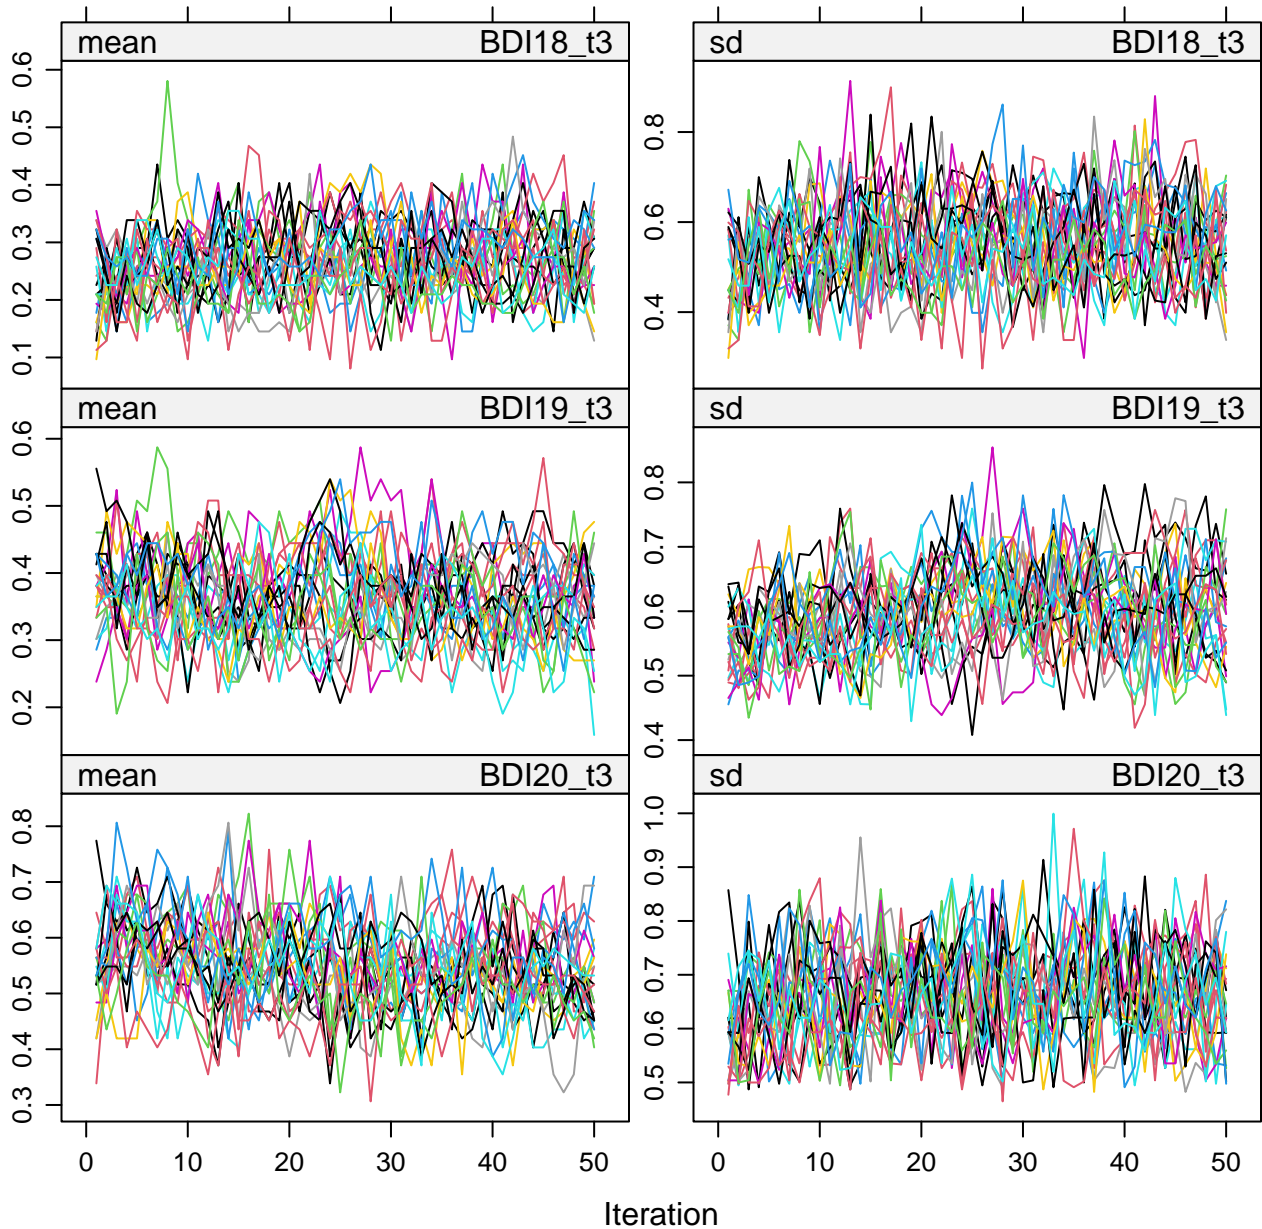 mean BDI18_t3 sd BDI18_t3
0.6 0.5 0.4 0.3 0.2 0.1
0.8 0.6 0.4
mean BDI19_t3 sd BDI19_t3
0.6 0.5 0.4 0.3 0.2
0.8 0.7 0.6 0.5 0.4
mean BDI20_t3 sd BDI20_t3
0.8 0.7 0.6 0.5 0.4 0.3
1.0 0.9 0.8 0.7 0.6 0.5
0 10 20 30 40 50 0 10 20 30 40 50
Iteration